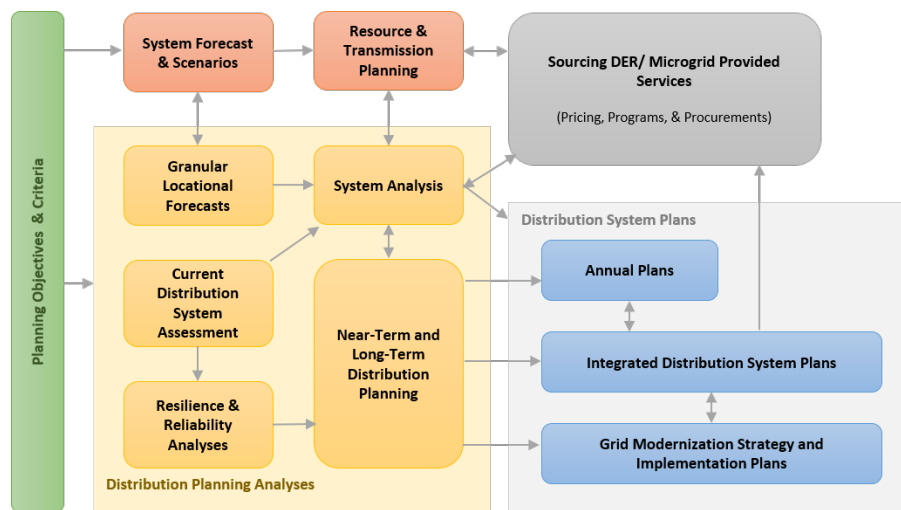 Planning Objectives & Criteria
System Forecast
& Scenarios
Resource &
Transmission
Planning
Sourcing DER/ Microgrid Provided
Services
(Pricing, Programs, & Procurements)
Granular
Locational
Forecasts
System Analysis
Distribution System Plans
Current
Distribution
System
Assessment
Annual Plans
Near-Term and
Long-Term
Distribution
Planning
Integrated Distribution System Plans
Resilience &
Reliability
Analyses
Grid Modernization Strategy and
Implementation Plans
Distribution Planning Analyses